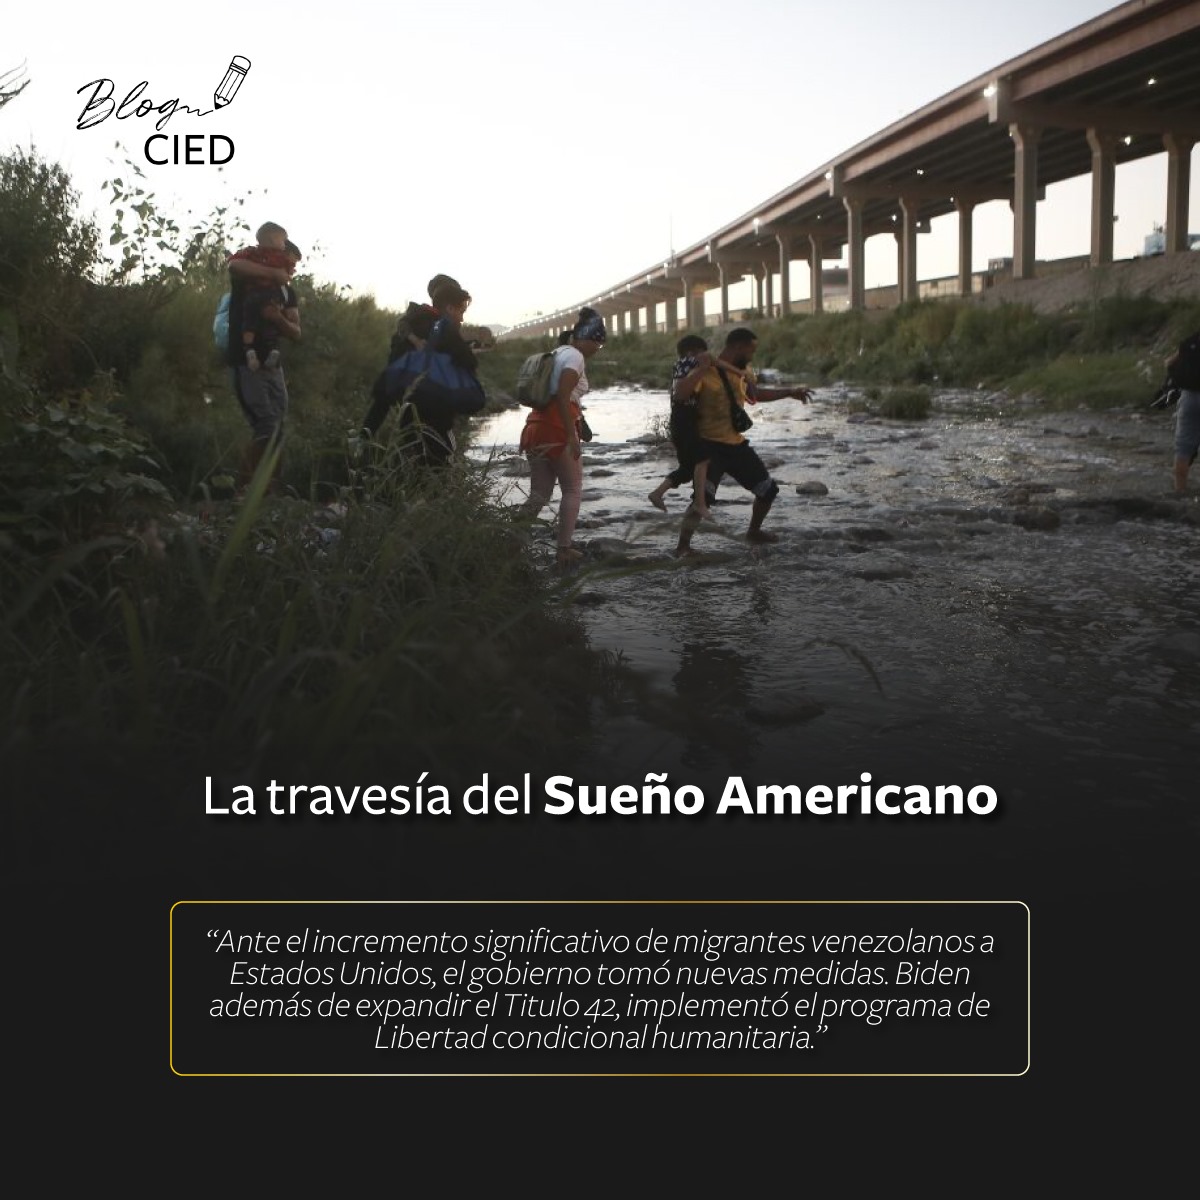 Blog
CIED
La travesía del Sueño Americano
“Ante el incremento significativo de migrantes venezolanos a
Estados Unidos, el gobierno tomó nuevas medidas. Biden
además de expandir el Titulo 42, implementó el programa de
Libertad condicional humanitaria.”